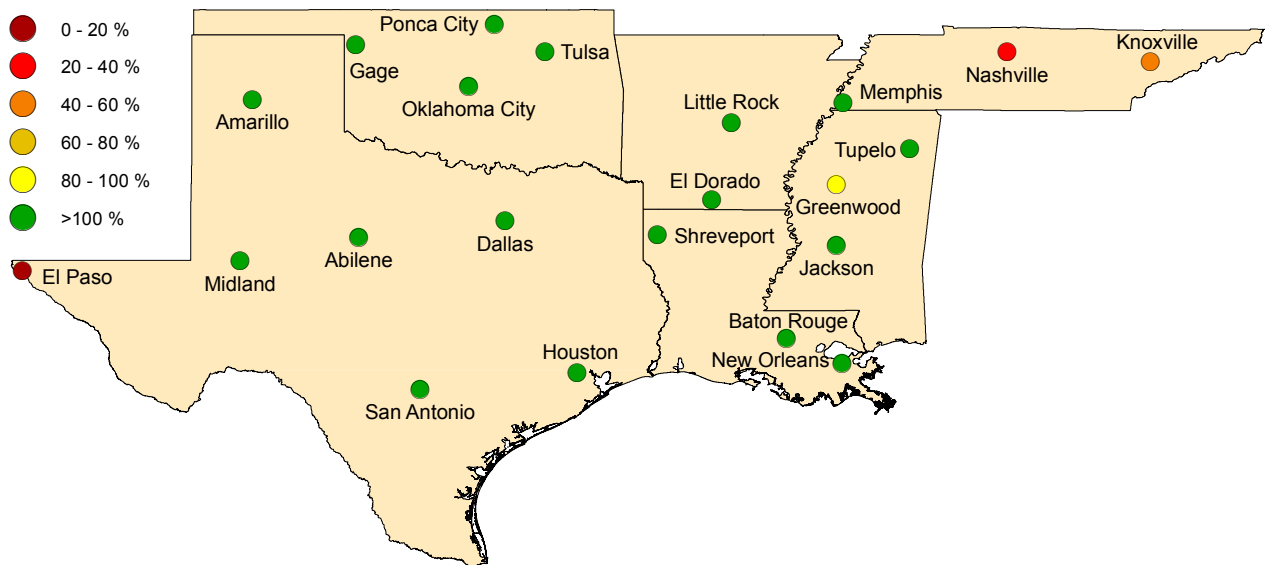 0 - 20 %
20 - 40 %
40 - 60 %
60 - 80 %
80 - 100 %
>100 %
Ponca City
Tulsa
Gage
Oklahoma City
Amarillo
Knoxville
Nashville
Memphis
Little Rock
Tupelo
El Dorado
Greenwood
Dallas
Shreveport
Abilene
Jackson
El Paso
Midland
Baton Rouge
Houston
New Orleans
San Antonio